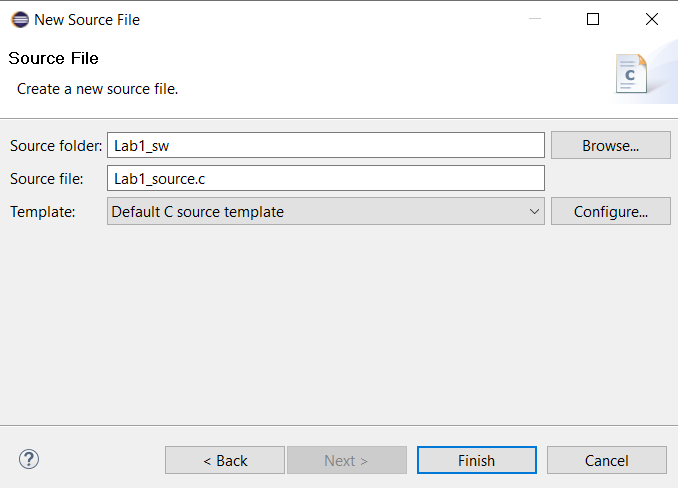 New Source File
Source File
Create a new source file.
C
Source folder: Lab1_sw Browse...
Source file: Lab1_source.c
Template: Default C source template Configure...
? < Back Next > Finish Cancel